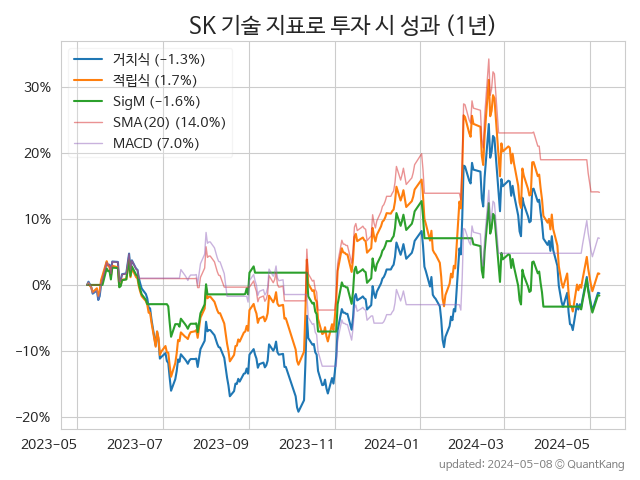 SK 기술 지표로 투자 시 성과 (1년)
거치식 (−1.3%)
적립식 (1.7%)
SigM (−1.6%)
SMA(20) (14.0%)
MACD (7.0%)
30%
20%
10%
0%
−10%
−20%
2023-05 2023-07 2023-09 2023-11 2024-01 2024-03 2024-05
updated: 2024-05-08 © QuantKang